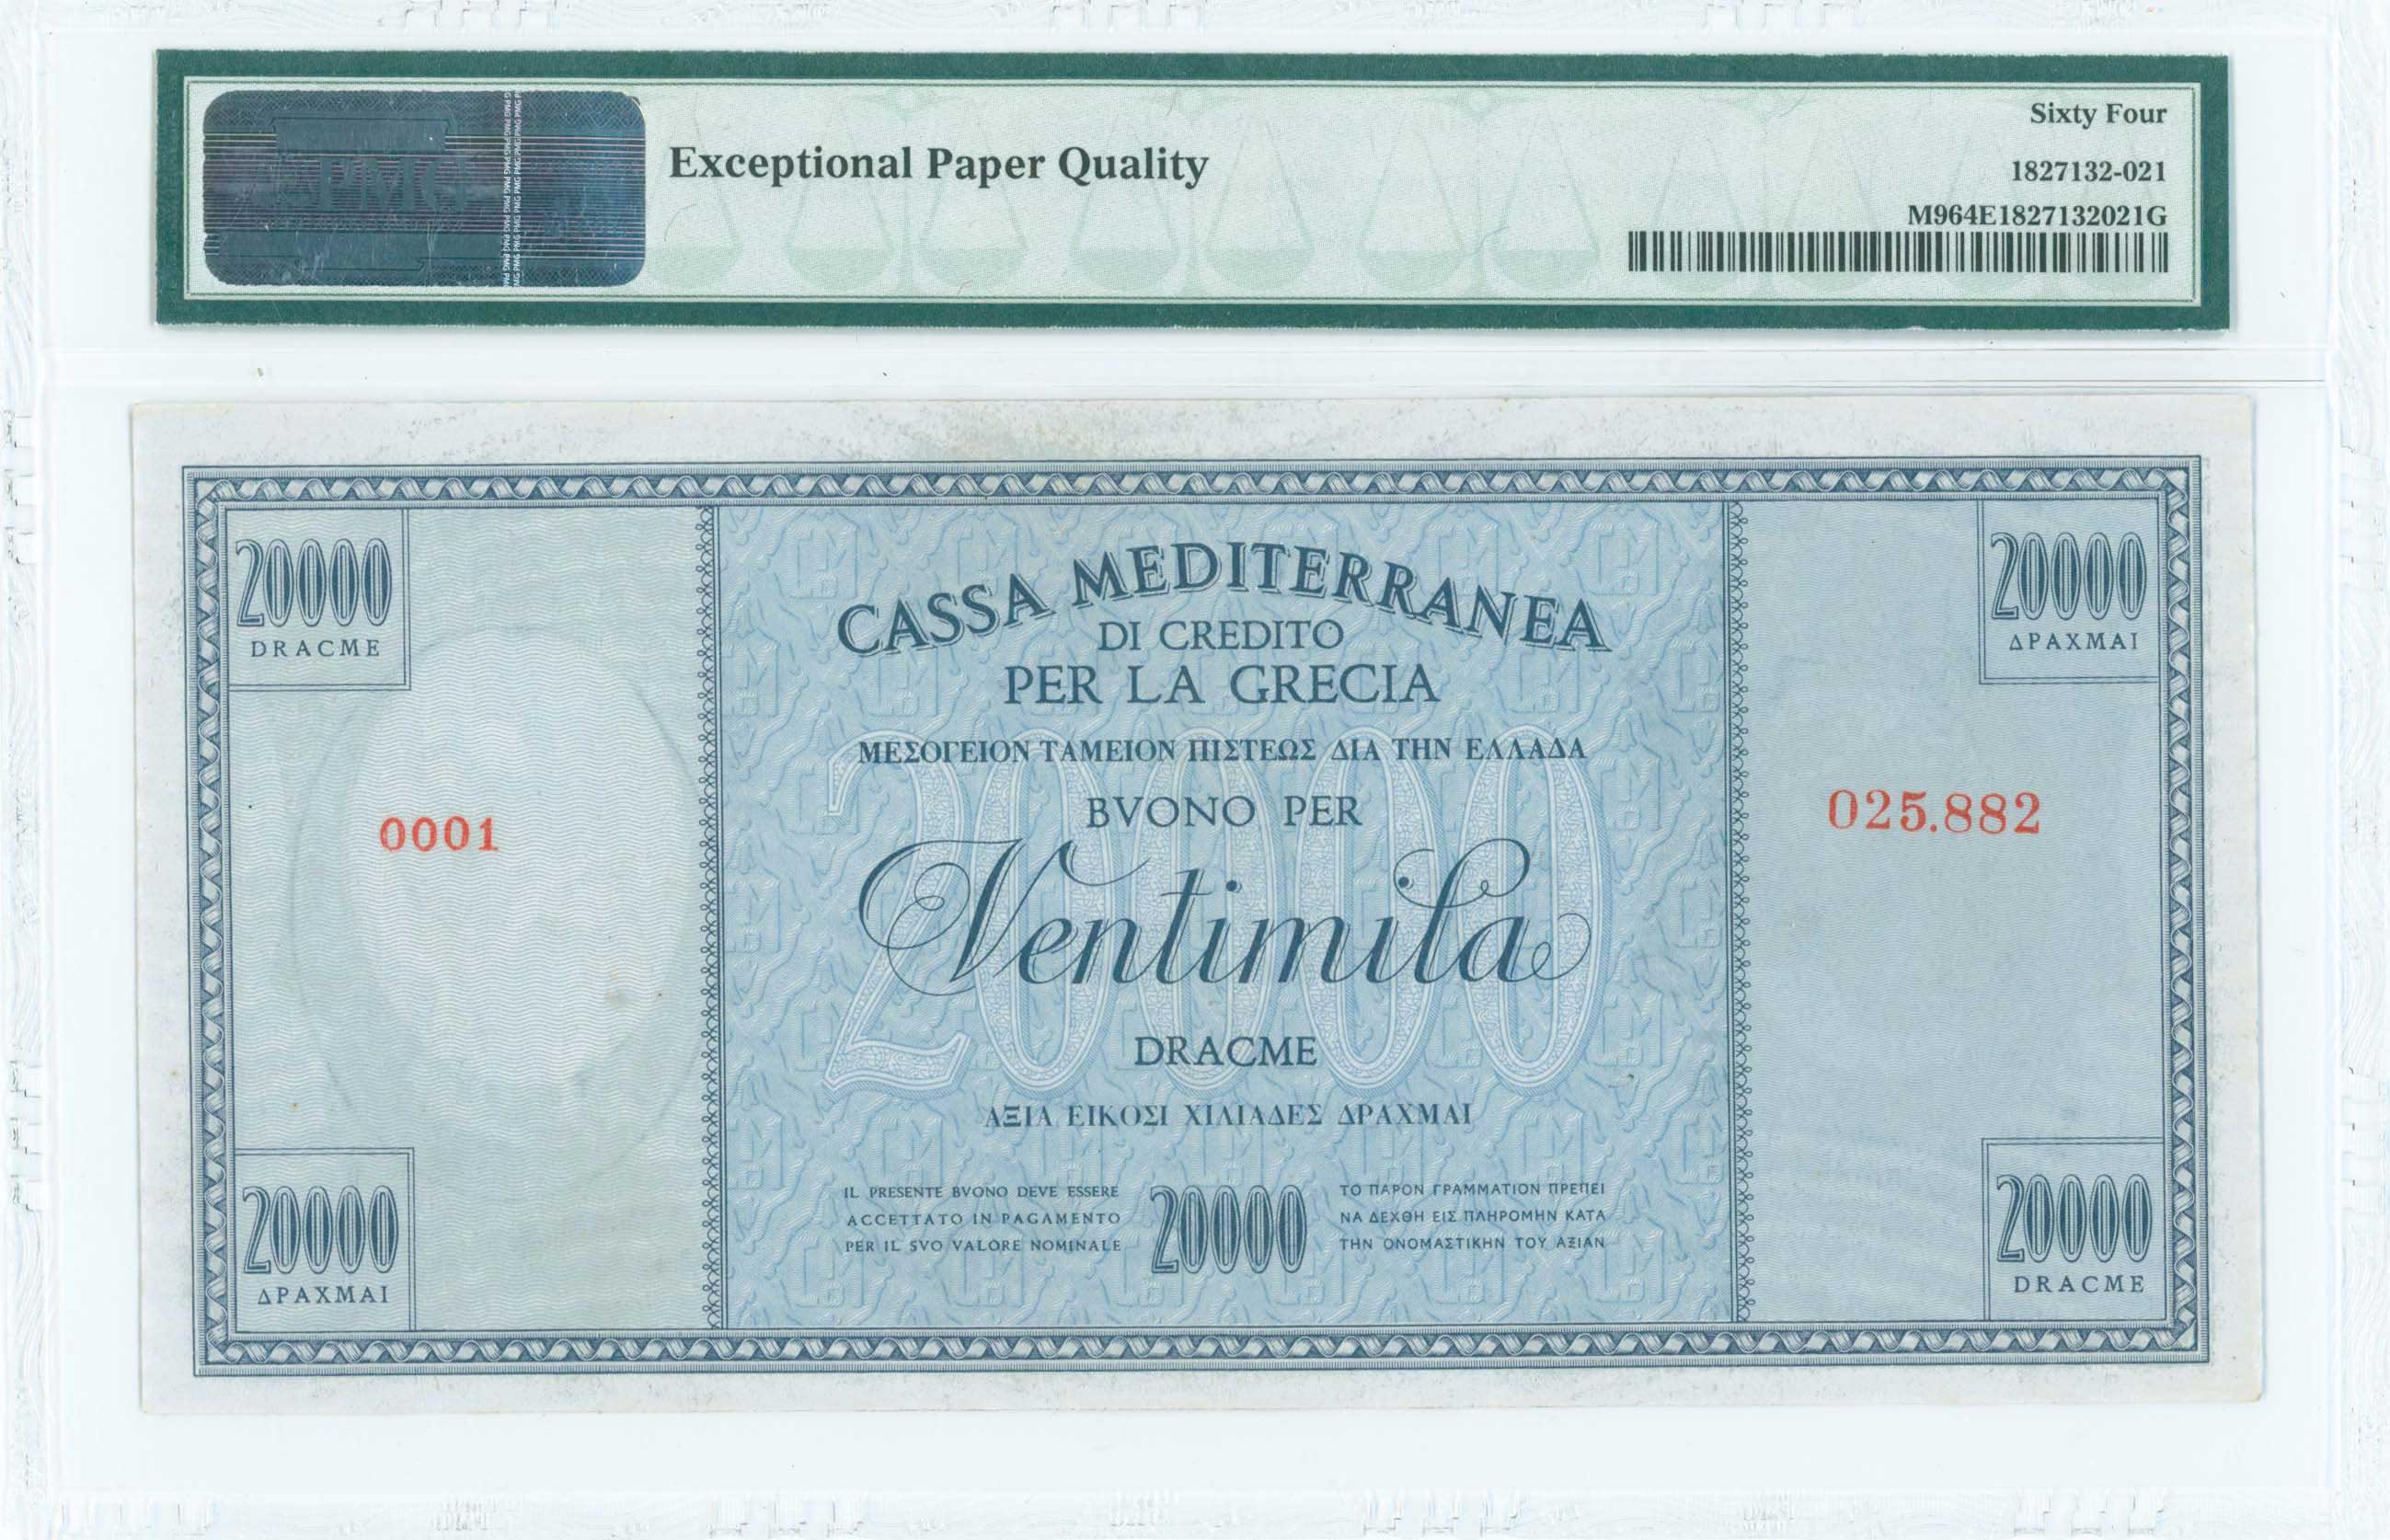 PMG
Exceptional Paper Quality
Sixty Four
1827132-021
M964E1827132021G
20000
DRACME
20000
ΔΡΑΧΜΑΙ
CASSA MEDITERRANEA
DI CREDITO
PER LA GRECIA
ΜΕΣΟΓΕΙΟΝ ΤΑΜΕΙΟΝ ΠΙΣΤΕΩΣ ΔΙΑ ΤΗΝ ΕΛΛΑΔΑ
BVONO PER
0001
025.882
20000
Ventimila
DRACME
ΑΞΙΑ ΕΙΚΟΣΙ ΧΙΛΙΑΔΕΣ ΔΡΑΧΜΑΙ
IL PRESENTE BVONO DEVE ESSERE
ACCETTATO IN PAGAMENTO
PER IL SVO VALORE NOMINALE
20000
ΤΟ ΠΑΡΟΝ ΓΡΑΜΜΑΤΙΟΝ ΠΡΕΠΕΙ
ΝΑ ΔΕΧΘΗ ΕΙΣ ΠΛΗΡΟΜΗΝ ΚΑΤΑ
ΤΗΝ ΟΝΟΜΑΣΤΙΚΗΝ ΤΟΥ ΑΞΙΑΝ
20000
ΔΡΑΧΜΑΙ
20000
DRACME